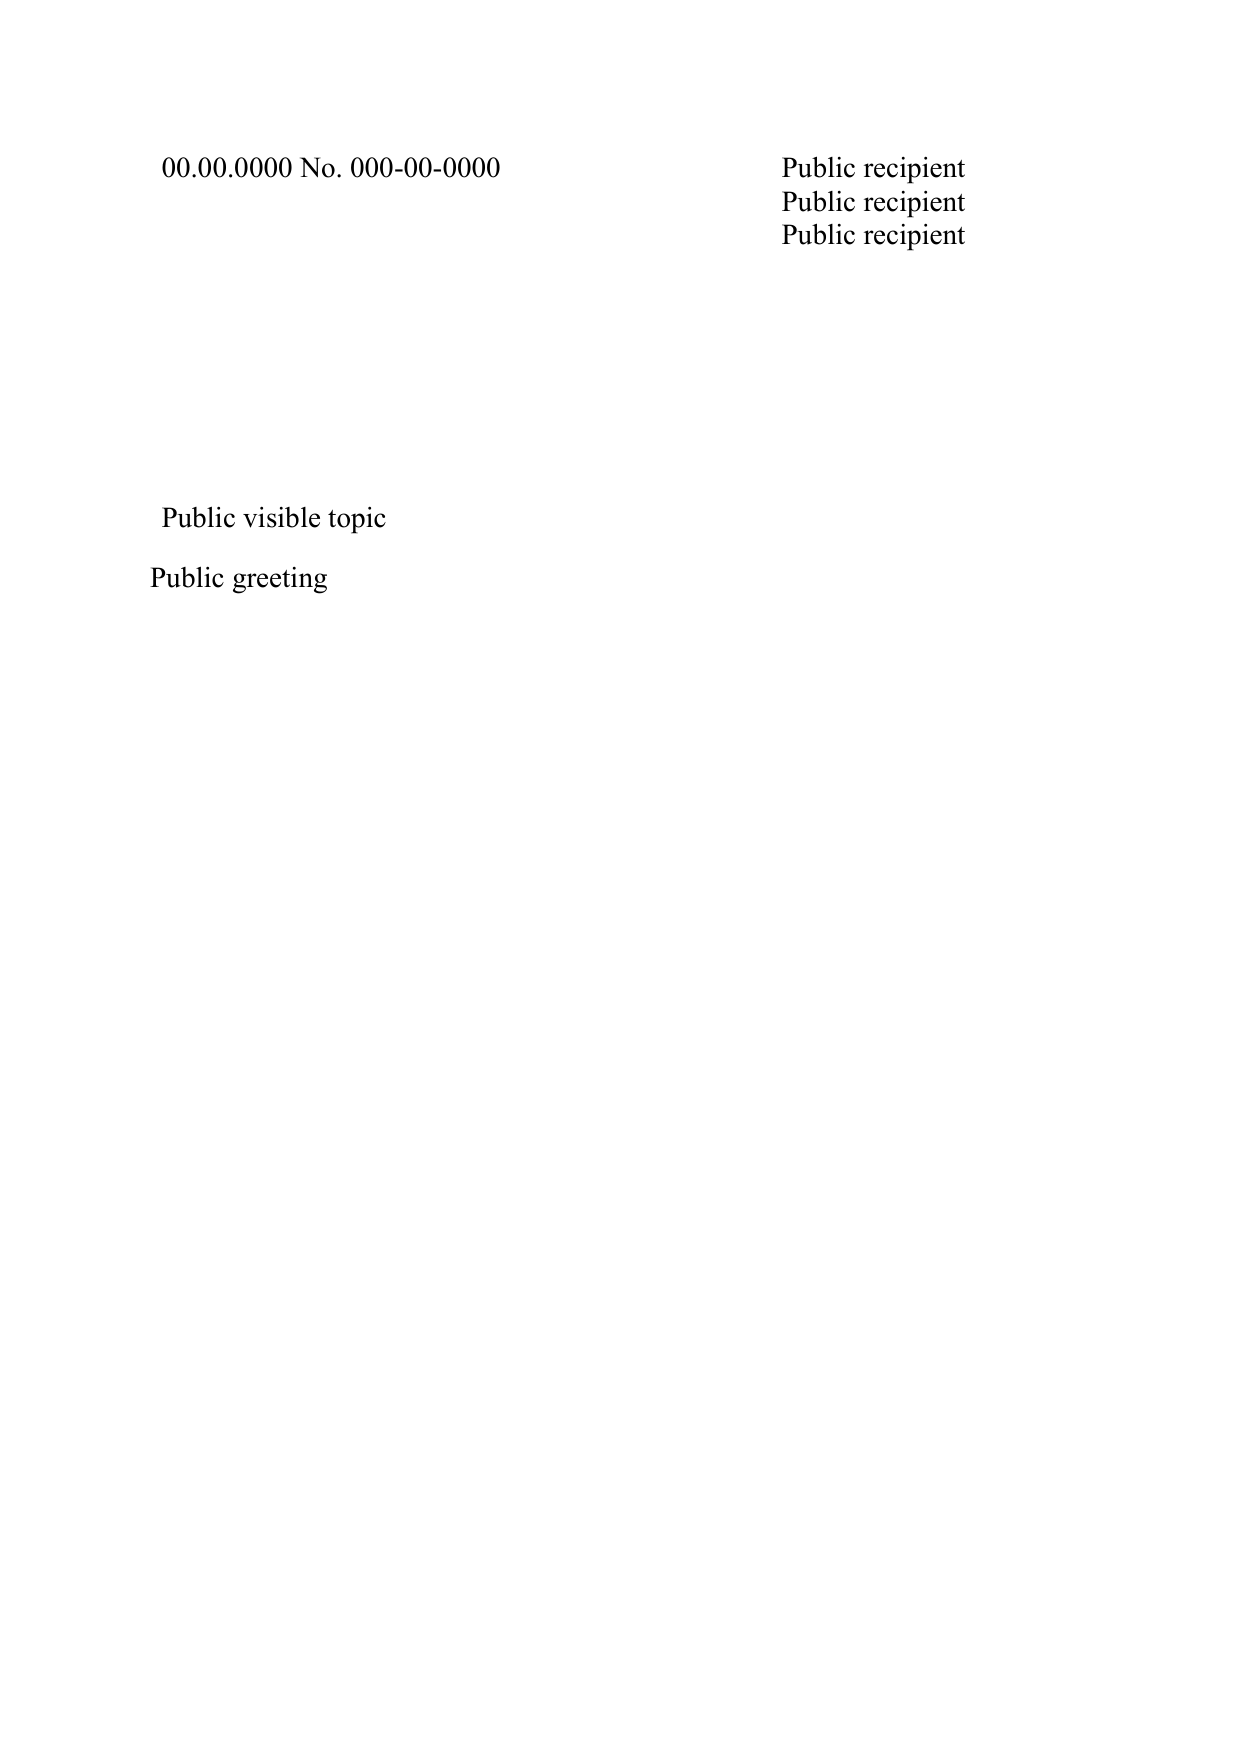 00.00.0000 No. 000-00-0000
Public recipient
Public recipient
Public recipient
Public visible topic
Public greeting